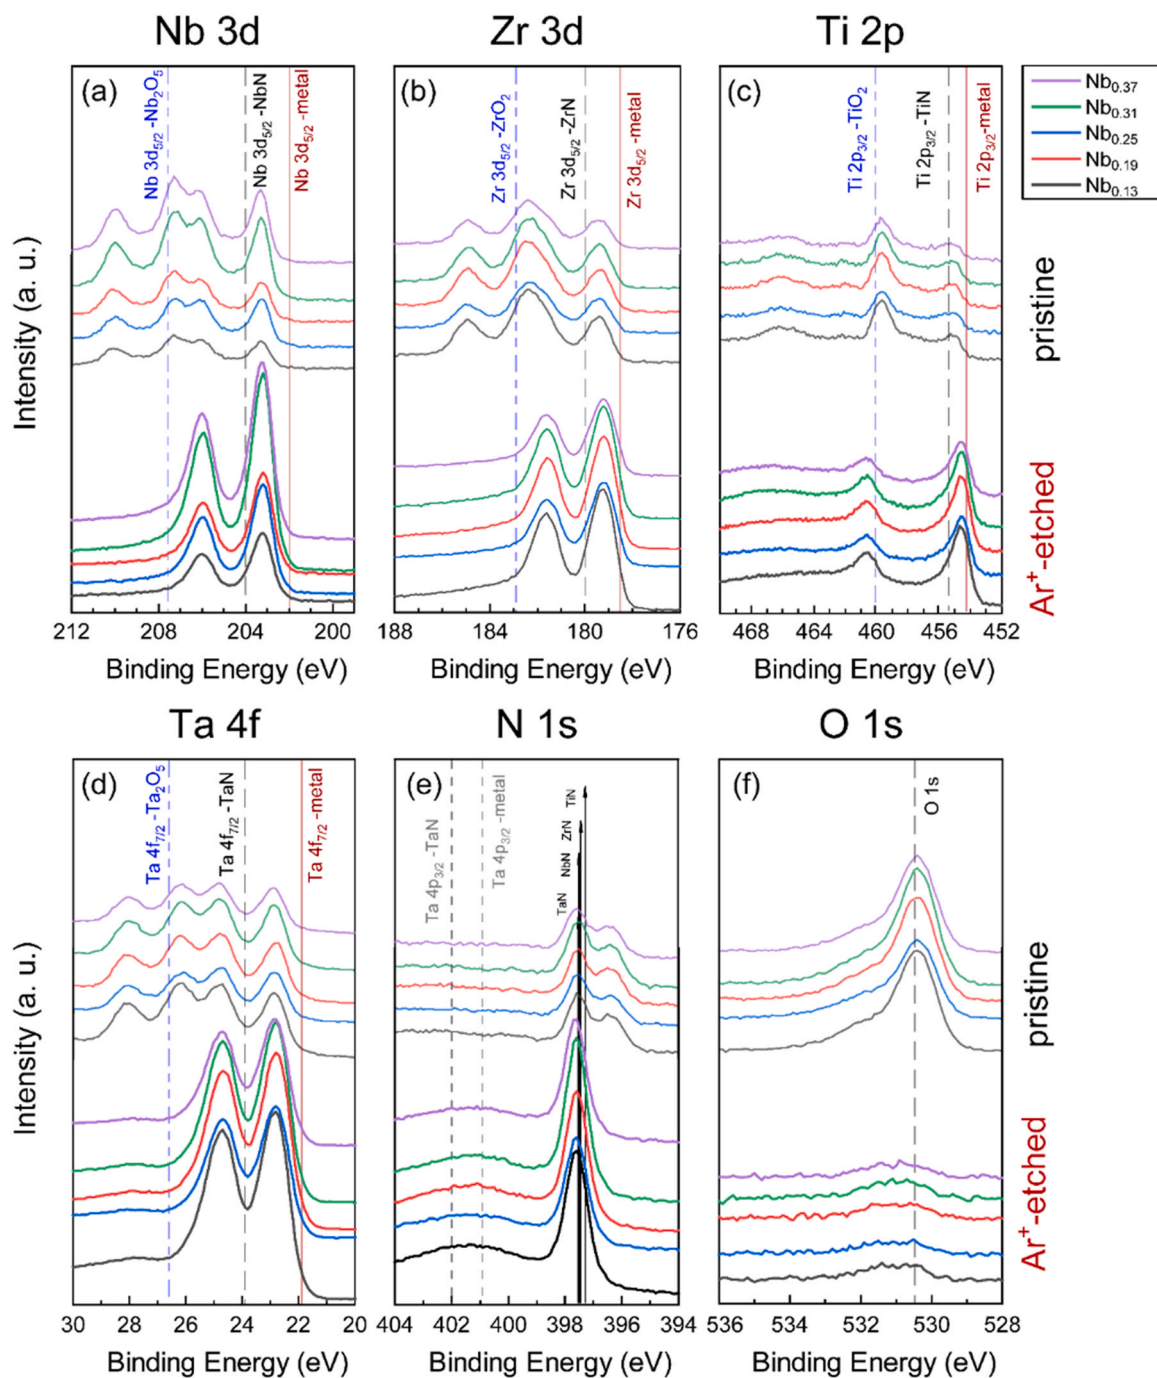 Nb 3d
Zr 3d
Ti 2p
(a)
Nb 3d5/2 -Nb2O5
Nb 3d5/2 -NbN
Nb 3d5/2 -metal
(b)
Zr 3d5/2 -ZrO2
Zr 3d5/2 -ZrN
Zr 3d5/2 -metal
(c)
Ti 2p3/2 -TiO2
Ti 2p3/2 -TiN
Ti 2p3/2-metal
Nb0.37
Nb0.31
Nb0.25
Nb0.19
Nb0.13
Intensity (a. u.)
pristine
Ar+-etched
212 208 204 200
188 184 180 176
468 464 460 456 452
Binding Energy (eV)
Binding Energy (eV)
Binding Energy (eV)
Ta 4f
N 1s
O 1s
(d)
Ta 4f7/2 -Ta2O5
Ta 4f7/2 -TaN
Ta 4f7/2 -metal
(e)
Ta 4p3/2 -TaN
Ta 4p3/2 -metal
TaN
NbN
ZrN
TiN
(f)
O 1s
Intensity (a. u.)
pristine
Ar+-etched
30 28 26 24 22 20
404 402 400 398 396 394
536 534 532 530 528
Binding Energy (eV)
Binding Energy (eV)
Binding Energy (eV)